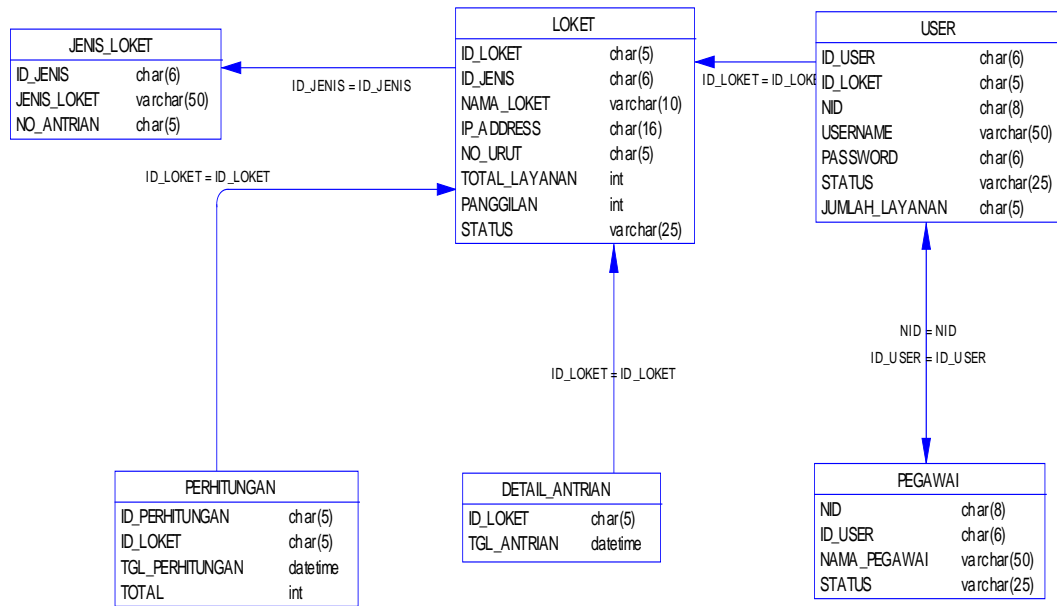 JENIS_LOKET
ID_JENIS char(6)
JENIS_LOKET varchar(50)
NO_ANTRIAN char(5)
ID_JENIS = ID_JENIS
LOKET
ID_LOKET char(5)
ID_JENIS char(6)
NAMA_LOKET varchar(10)
IP_ADDRESS char(16)
NO_URUT char(5)
TOTAL_LAYANAN int
PANGGILAN int
STATUS varchar(25)
ID_LOKET = ID_LOKE
USER
ID_USER char(6)
ID_LOKET char(5)
NID char(8)
USERNAME varchar(50)
PASSWORD char(6)
STATUS varchar(25)
JUMLAH_LAYANAN char(5)
ID_LOKET = ID_LOKET
ID_LOKET = ID_LOKET
NID = NID
ID_USER = ID_USER
PERHITUNGAN
ID_PERHITUNGAN char(5)
ID_LOKET char(5)
TGL_PERHITUNGAN datetime
TOTAL int
DETAIL_ANTRIAN
ID_LOKET char(5)
TGL_ANTRIAN datetime
PEGAWAI
NID char(8)
ID_USER char(6)
NAMA_PEGAWAI varchar(50)
STATUS varchar(25)